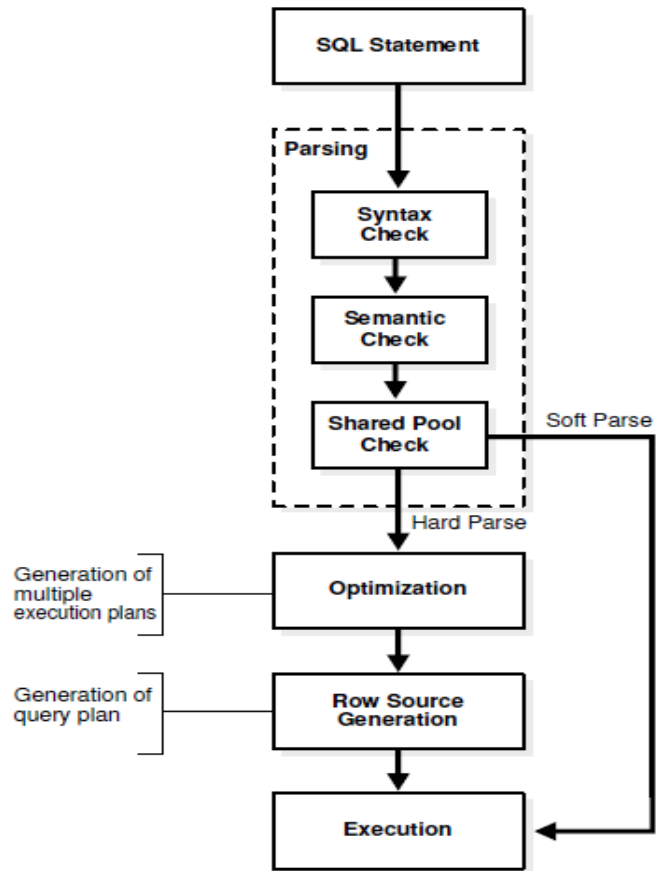 SQL Statement
Parsing
Syntax
Check
Semantic
Check
Shared Pool
Check
Soft Parse
Hard Parse
Generation of
multiple
execution plans
Optimization
Generation of
query plan
Row Source
Generation
Execution